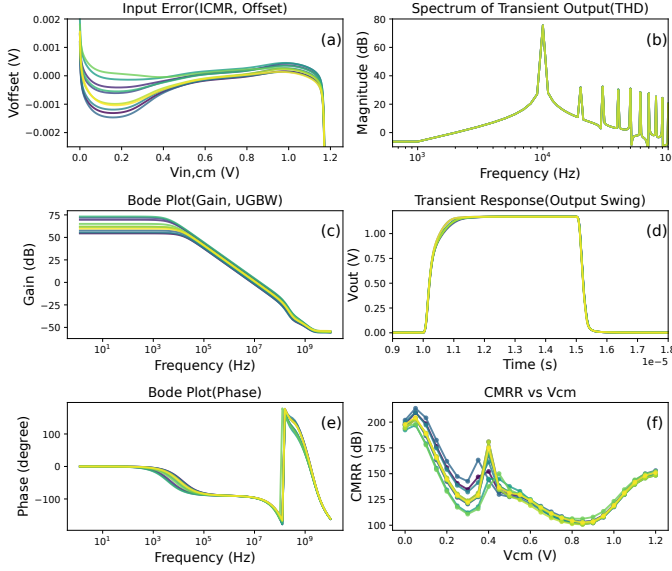 Input Error(ICMR, Offset)
(a)
Voffset (V)
0.002
0.001
0.000
−0.001
−0.002
0.0 0.2 0.4 0.6 0.8 1.0 1.2
Vin,cm (V)
Spectrum of Transient Output(THD)
(b)
Magnitude (dB)
80
60
40
20
0
10³ 10⁴ 10⁵
Frequency (Hz)
Bode Plot(Gain, UGBW)
(c)
Gain (dB)
75
50
25
0
−25
−50
10¹ 10³ 10⁵ 10⁷ 10⁹
Frequency (Hz)
Transient Response(Output Swing)
(d)
Vout (V)
1.00
0.75
0.50
0.25
0.00
0.9 1.0 1.1 1.2 1.3 1.4 1.5 1.6 1.7 1.8
1e−5
Time (s)
Bode Plot(Phase)
(e)
Phase (degree)
100
0
−100
10¹ 10³ 10⁵ 10⁷ 10⁹
Frequency (Hz)
CMRR vs Vcm
(f)
CMRR (dB)
200
175
150
125
100
0.0 0.2 0.4 0.6 0.8 1.0 1.2
Vcm (V)